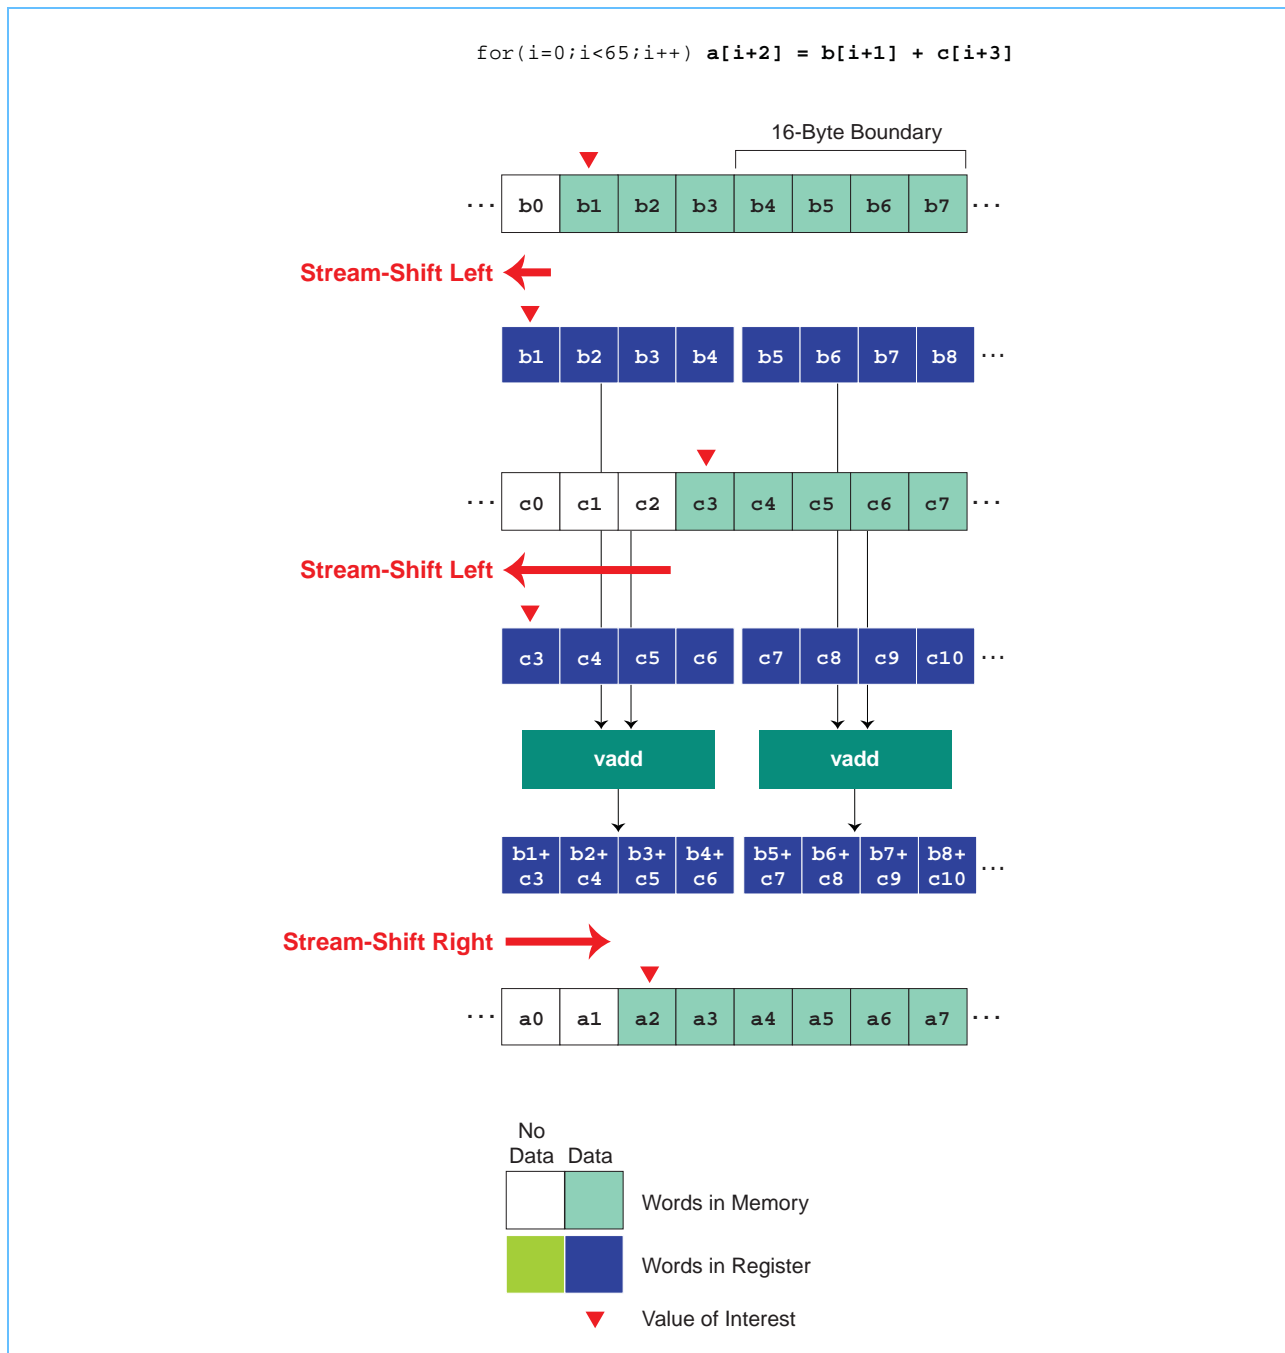 for(i=0;i<65;i++) a[i+2] = b[i+1] + c[i+3]
16-Byte Boundary
... b0 b1 b2 b3 b4 b5 b6 b7 ...
Stream-Shift Left
b1 b2 b3 b4 b5 b6 b7 b8 ...
... c0 c1 c2 c3 c4 c5 c6 c7 ...
Stream-Shift Left
c3 c4 c5 c6 c7 c8 c9 c10 ...
vadd vadd
b1+ b2+ b3+ b4+ b5+ b6+ b7+ b8+
c3 c4 c5 c6 c7 c8 c9 c10 ...
Stream-Shift Right
... a0 a1 a2 a3 a4 a5 a6 a7 ...
No
Data Data
Words in Memory
Words in Register
Value of Interest